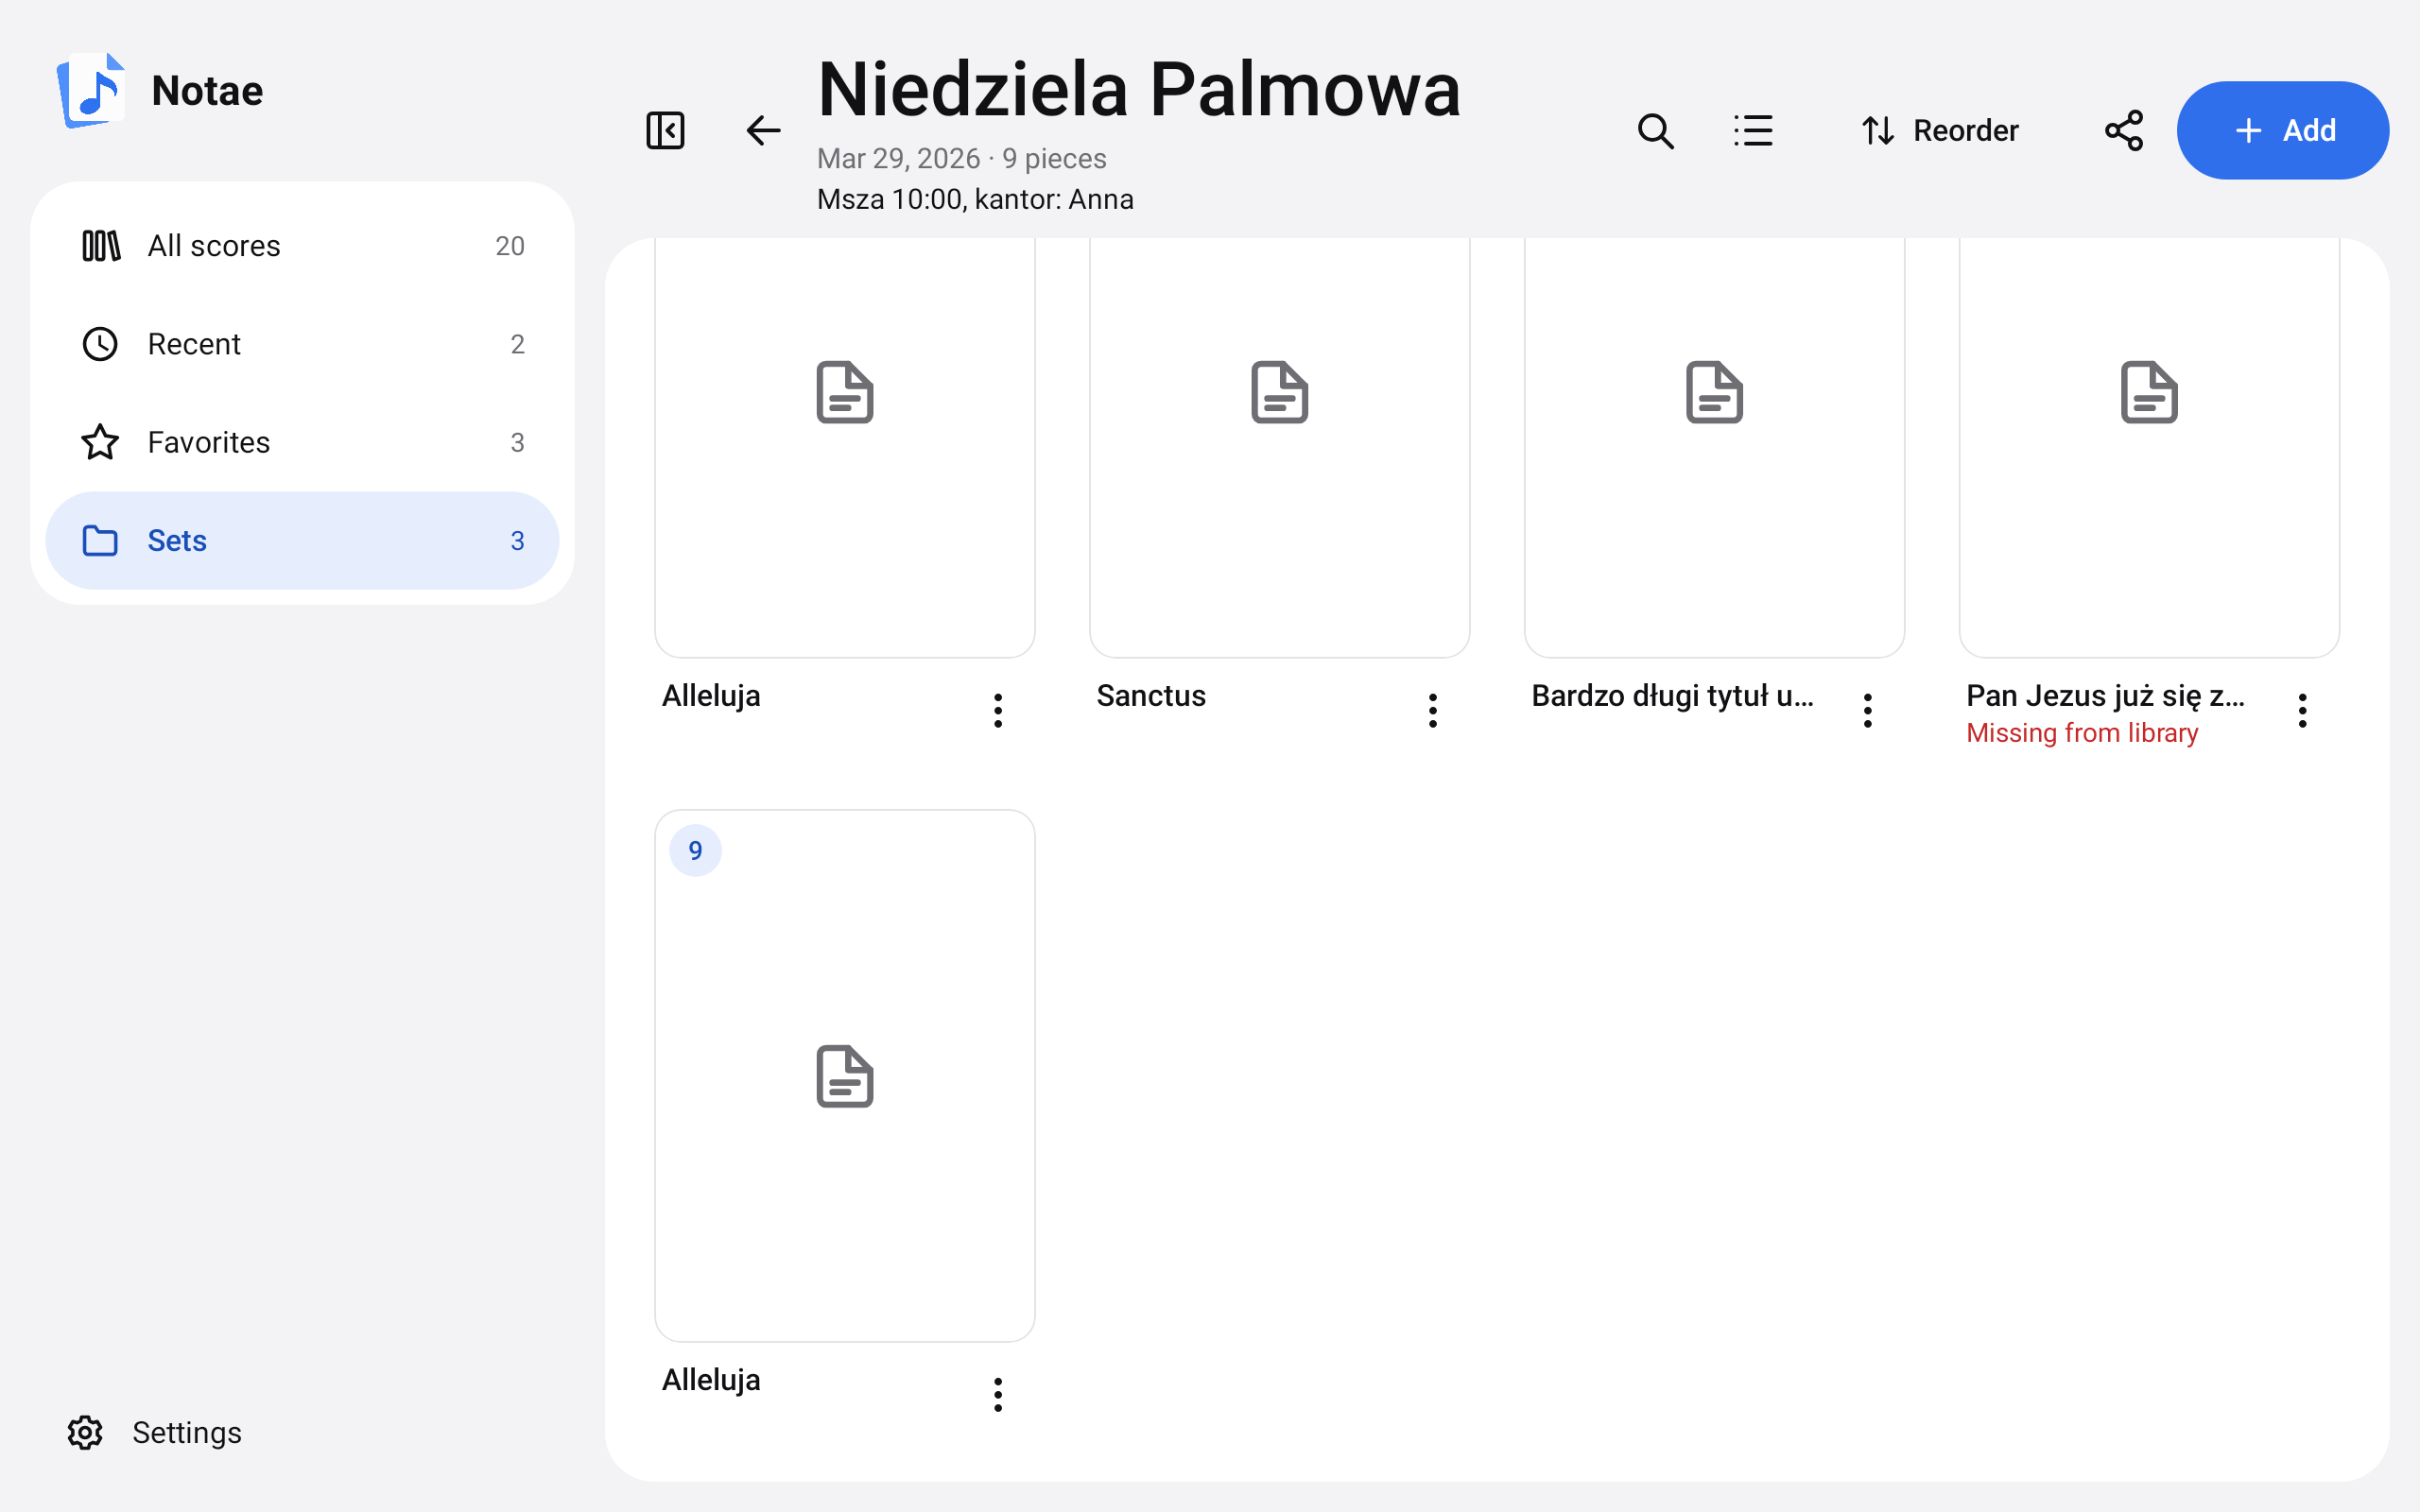 Notae
All scores 20
Recent 2
Favorites 3
Sets 3
Settings
Niedziela Palmowa
Mar 29, 2026 · 9 pieces
Msza 10:00, kantor: Anna
Reorder
Add
Alleluja
Sanctus
Bardzo długi tytuł u...
Pan Jezus już się z...
Missing from library
9
Alleluja